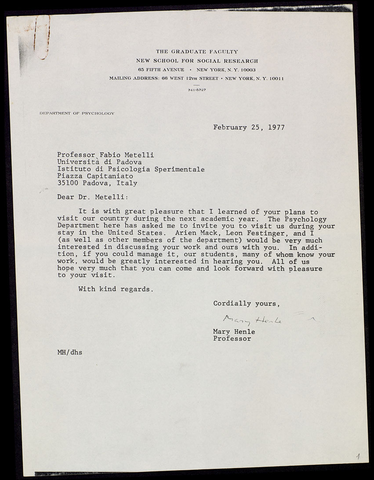 THE GRADUATE FACULTY
NEW SCHOOL FOR SOCIAL RESEARCH
65 FIFTH AVENUE • NEW YORK, N.Y. 10003
MAILING ADDRESS: 66 WEST 12TH STREET • NEW YORK, N.Y. 10011
DEPARTMENT OF PSYCHOLOGY
February 25, 1977
Professor Fabio Metelli
Università di Padova
Istituto di Psicologia Sperimentale
Piazza Capitaniato
35100 Padova, Italy
Dear Dr. Metelli:
It is with great pleasure that I learned of your plans to
visit our country during the next academic year. The Psychology
Department here has asked me to invite you to visit us during your
stay in the United States. Arien Mack, Leon Festinger, and I
(as well as other members of the department) would be very much
interested in discussing your work and ours with you. In addi-
tion, if you could manage it, our students, many of whom know your
work, would be greatly interested in hearing you. All of us
hope very much that you can come and look forward with pleasure
to your visit.
With kind regards.
Cordially yours,
Mary Henle
Mary Henle
Professor
MH/dhs
1